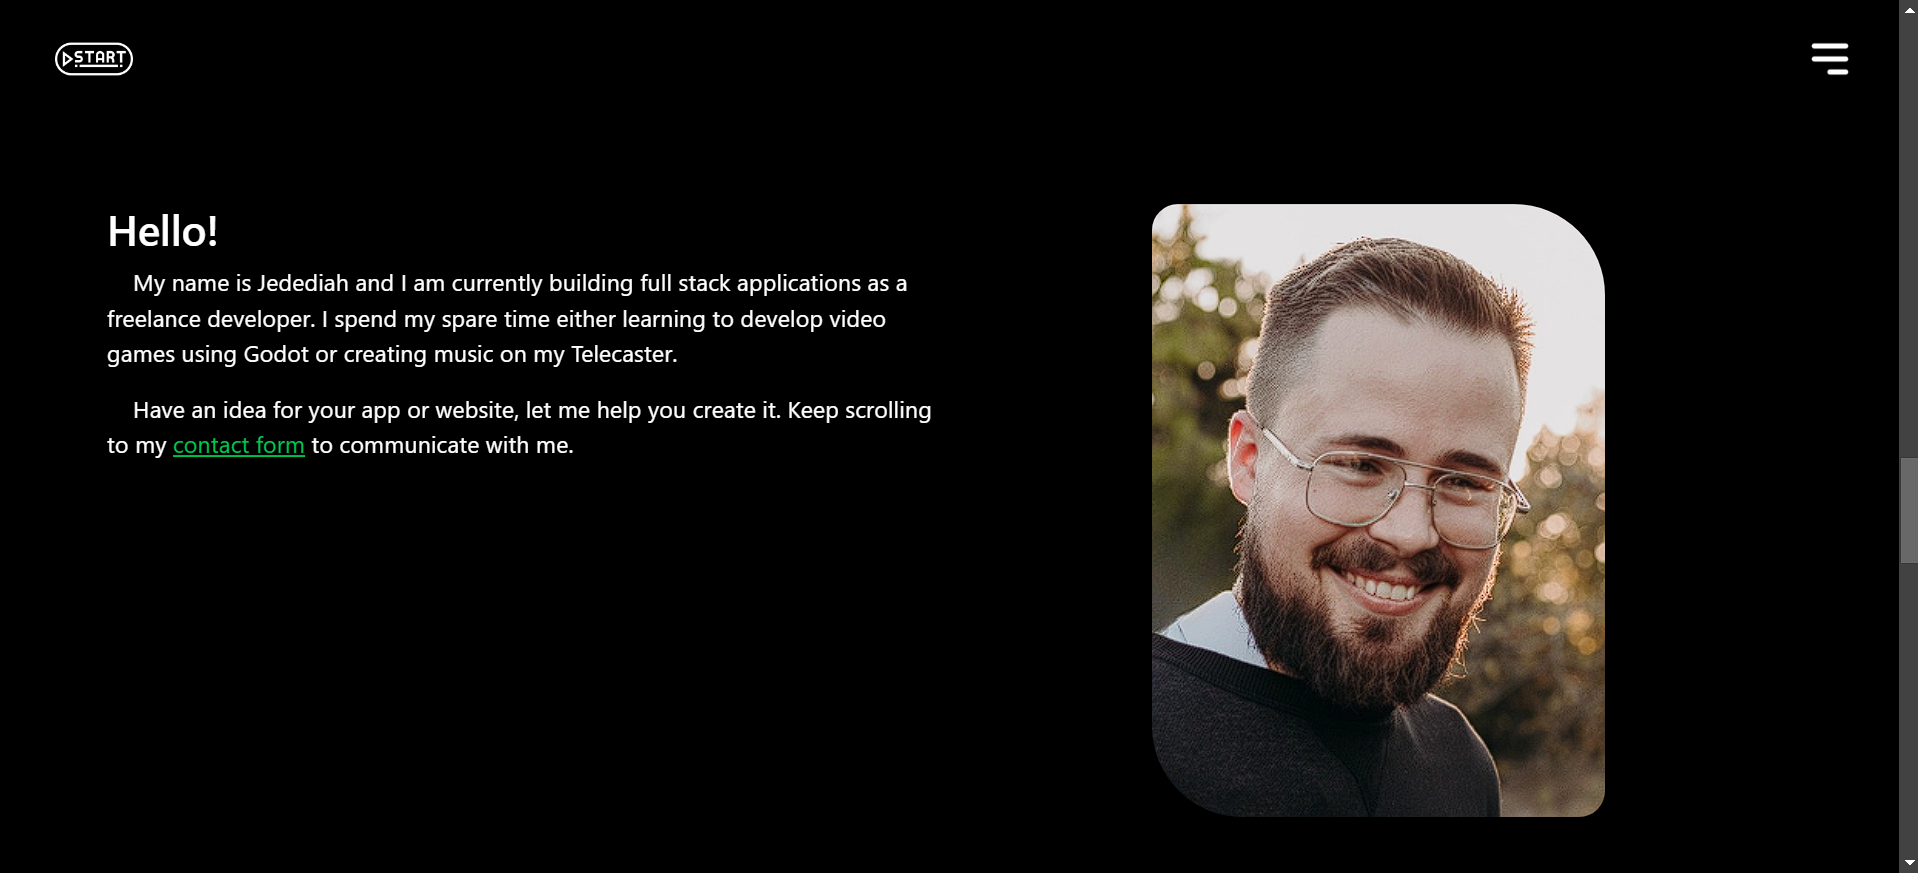 START
Hello!
My name is Jedediah and I am currently building full stack applications as a
freelance developer. I spend my spare time either learning to develop video
games using Godot or creating music on my Telecaster.
Have an idea for your app or website, let me help you create it. Keep scrolling
to my contact form to communicate with me.